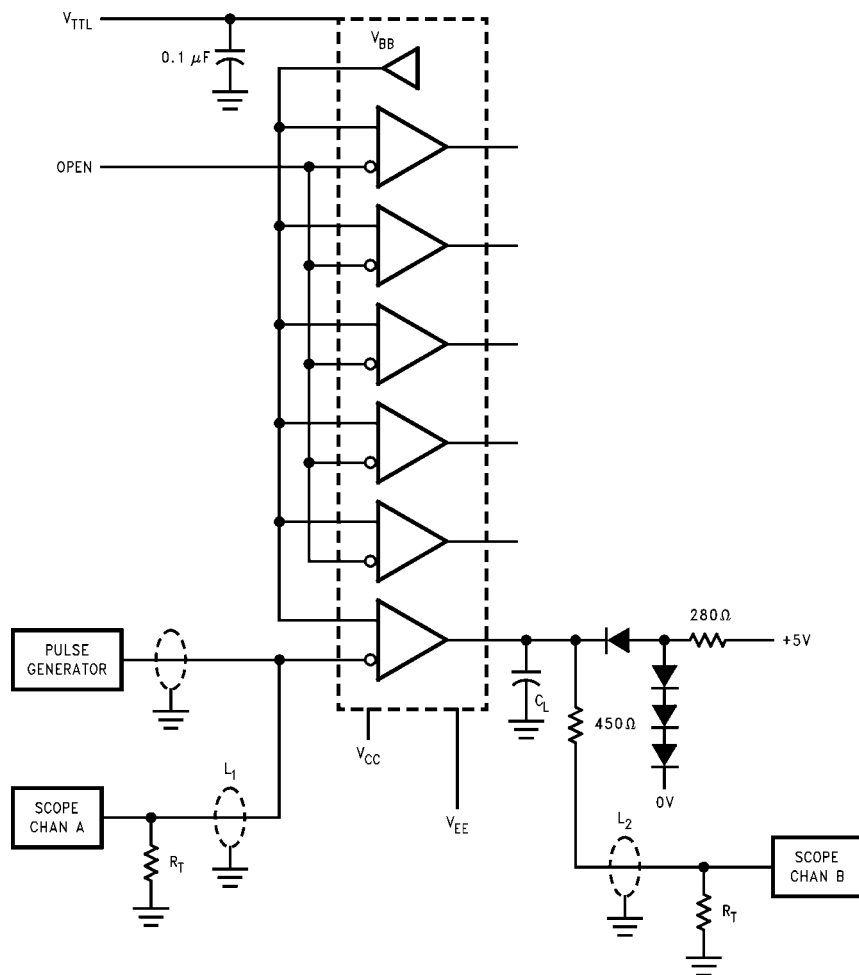 V_TTL
0.1 μF
V_BB
OPEN
PULSE
GENERATOR
280Ω
+5V
C_L
450Ω
0V
V_CC
V_EE
L_1
SCOPE
CHAN A
R_T
L_2
SCOPE
CHAN B
R_T